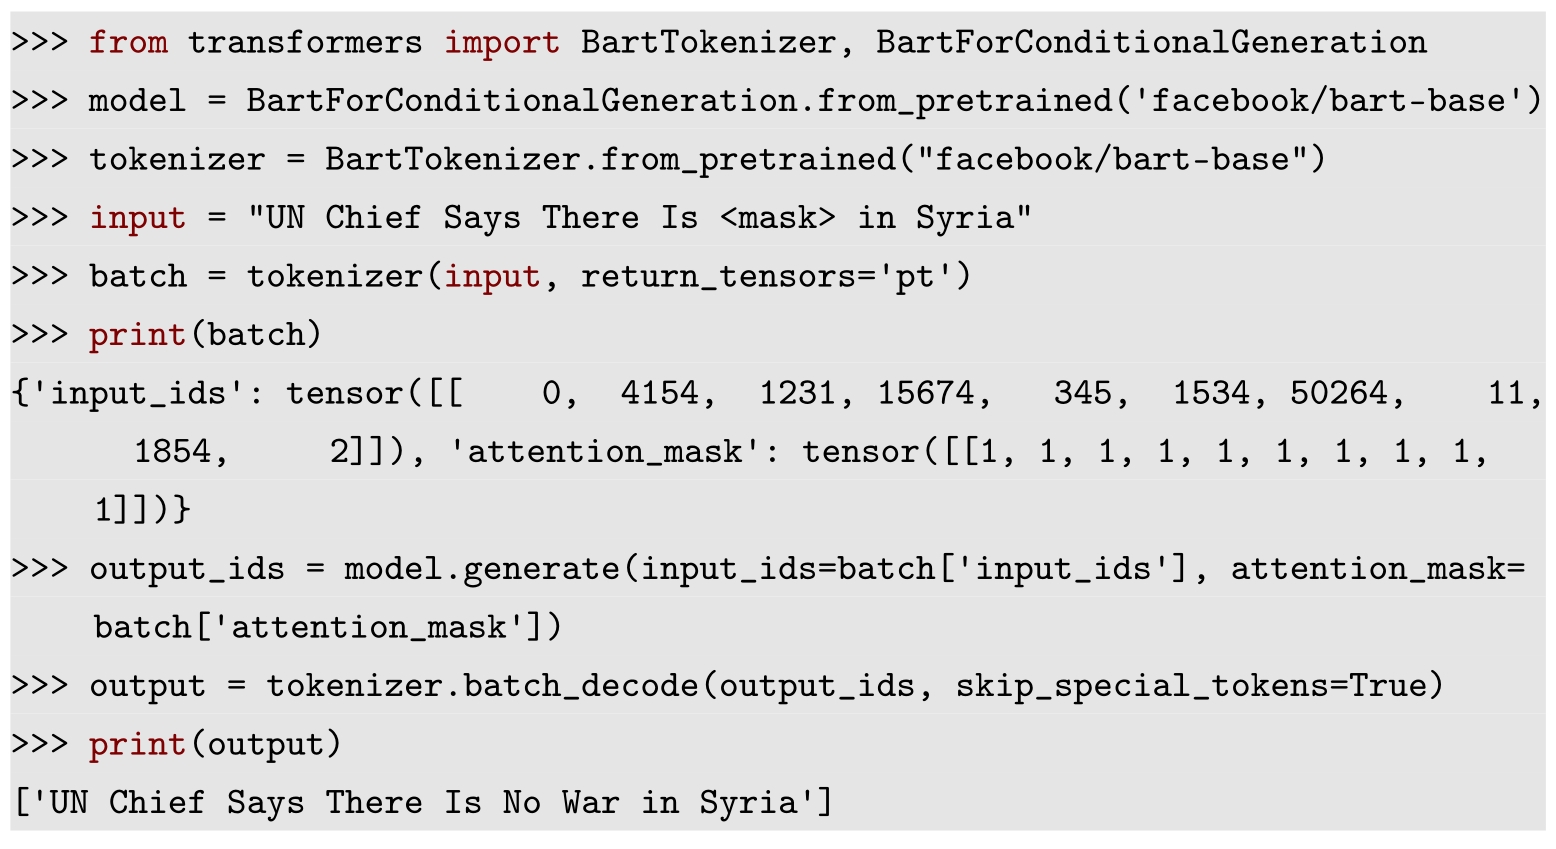 >>> from transformers import BartTokenizer, BartForConditionalGeneration
>>> model = BartForConditionalGeneration.from_pretrained('facebook/bart-base')
>>> tokenizer = BartTokenizer.from_pretrained("facebook/bart-base")
>>> input = "UN Chief Says There Is <mask> in Syria"
>>> batch = tokenizer(input, return_tensors='pt')
>>> print(batch)
{'input_ids': tensor([[    0,  4154,  1231, 15674,   345,  1534, 50264,    11,
      1854,     2]]), 'attention_mask': tensor([[1, 1, 1, 1, 1, 1, 1, 1, 1,
    1]])}
>>> output_ids = model.generate(input_ids=batch['input_ids'], attention_mask=
    batch['attention_mask'])
>>> output = tokenizer.batch_decode(output_ids, skip_special_tokens=True)
>>> print(output)
['UN Chief Says There Is No War in Syria']